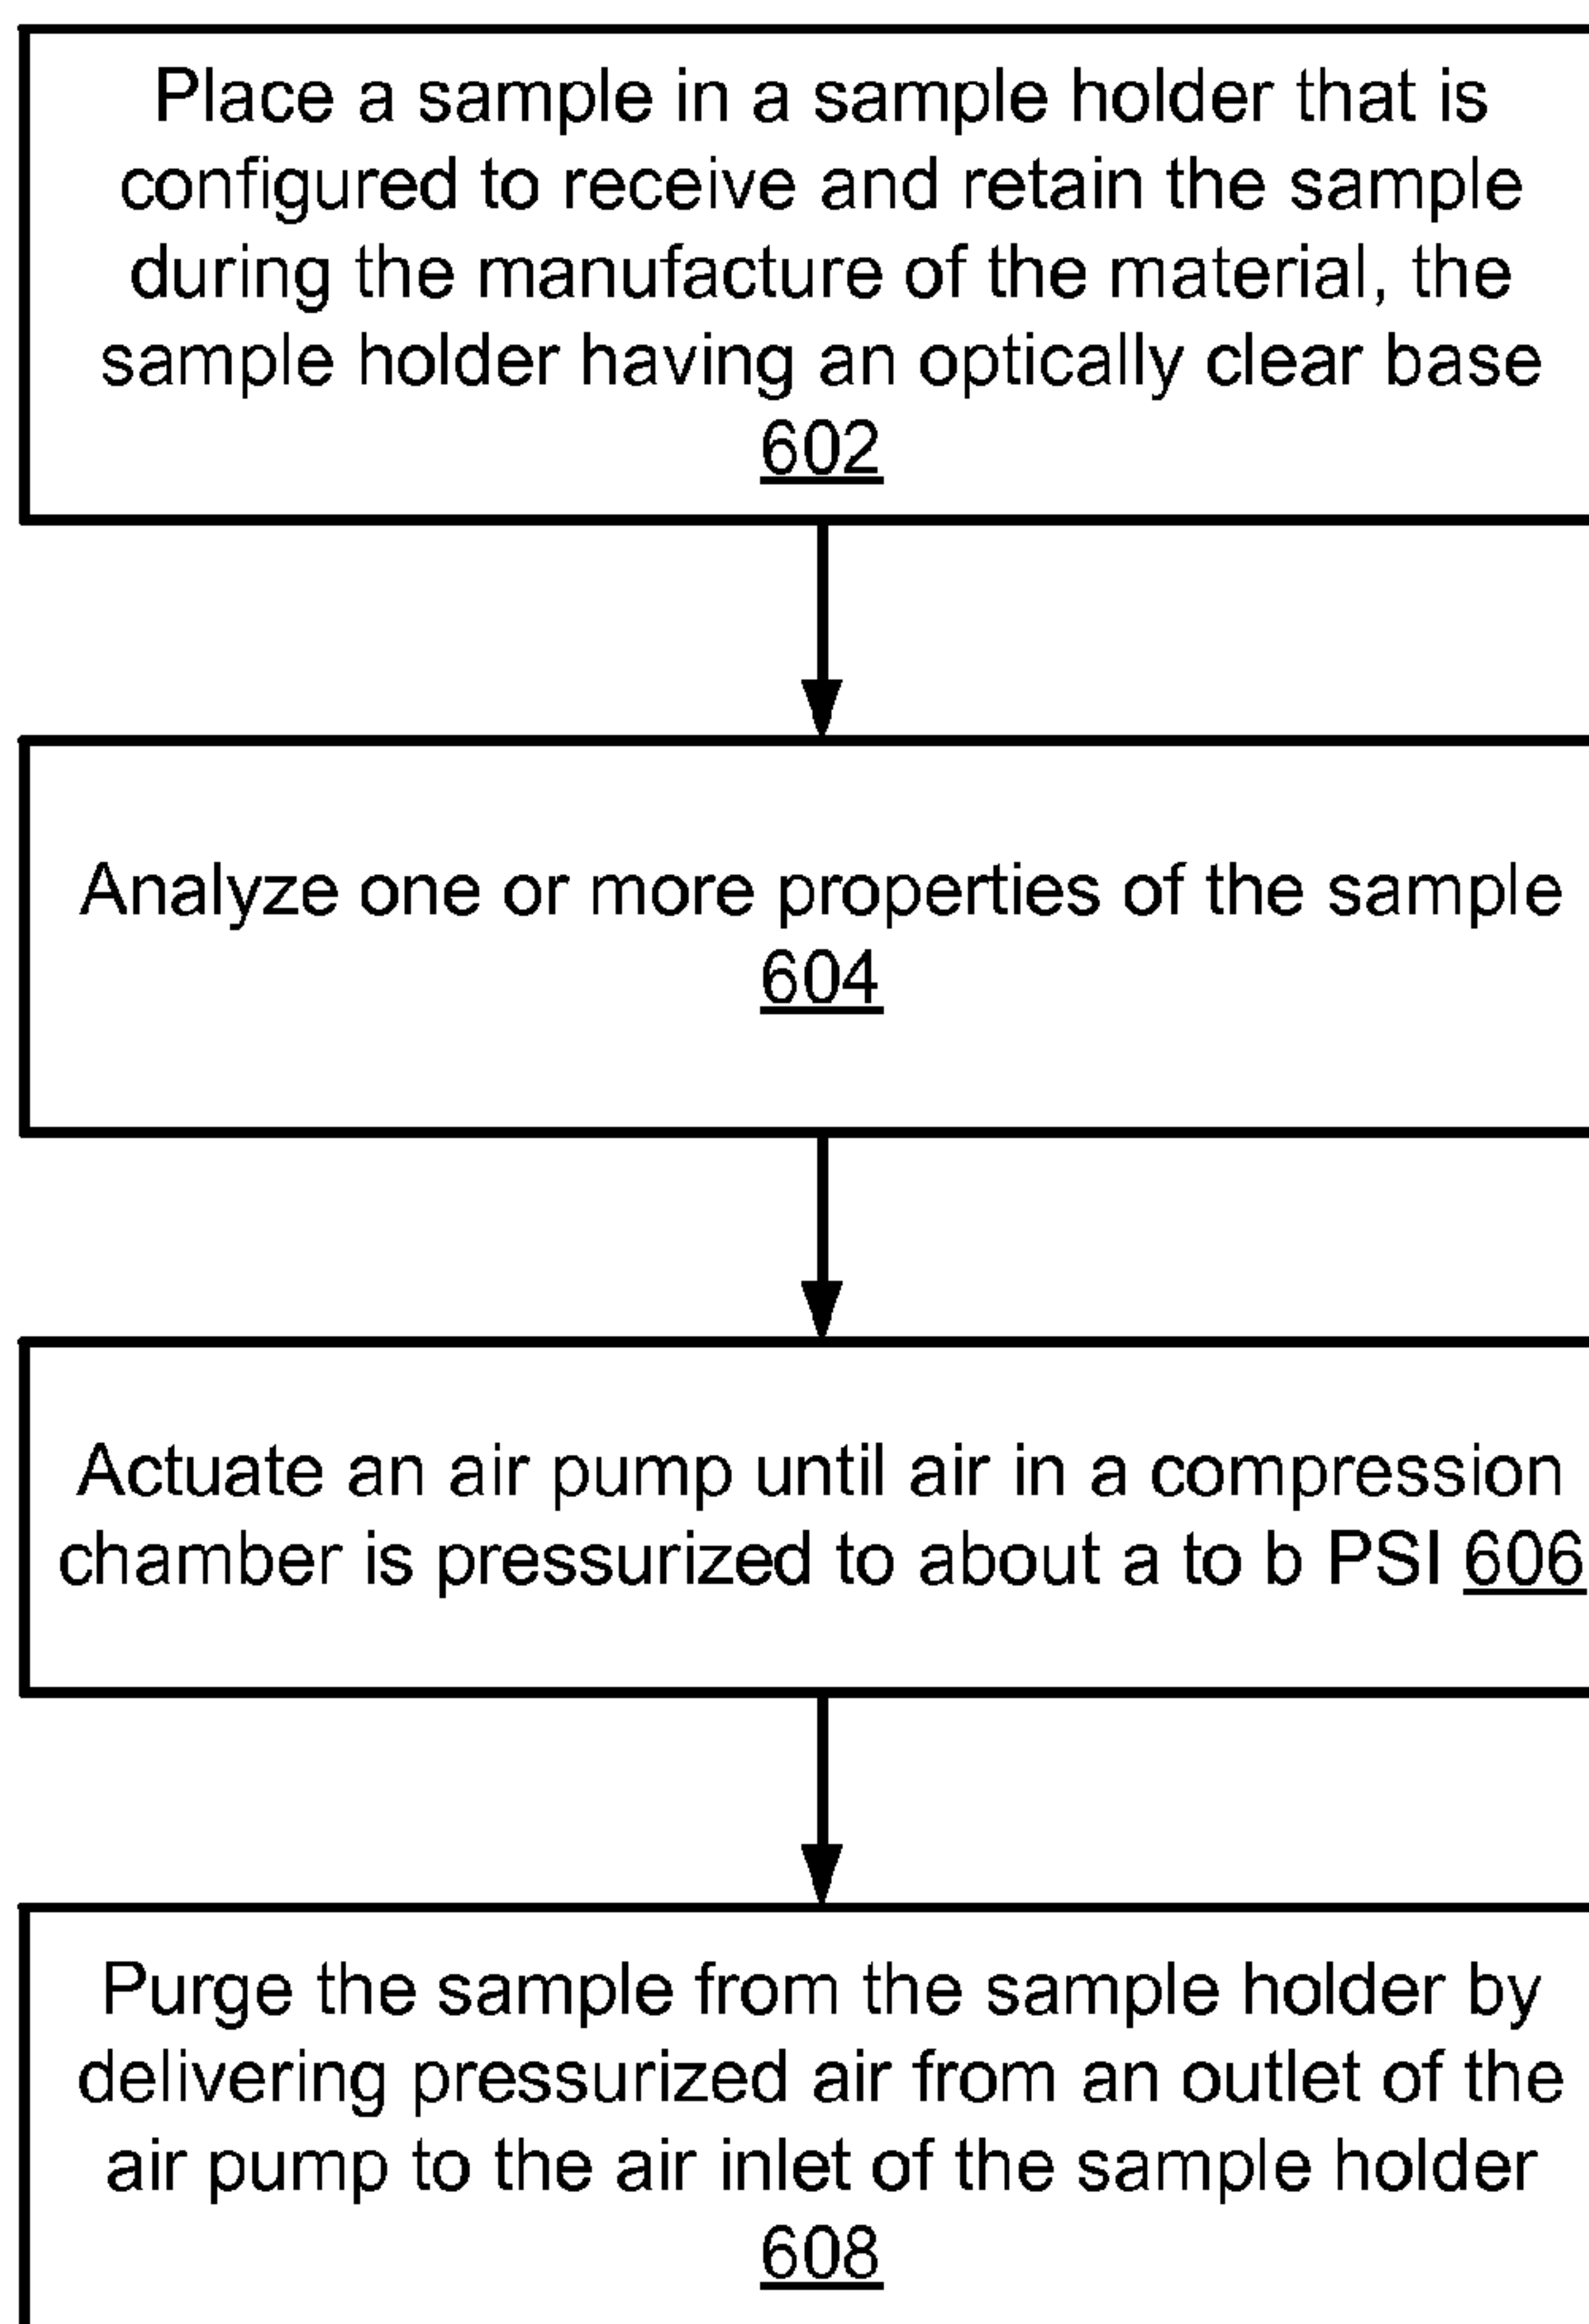 Place a sample in a sample holder that is
configured to receive and retain the sample
during the manufacture of the material, the
sample holder having an optically clear base
602
Analyze one or more properties of the sample
604
Actuate an air pump until air in a compression
chamber is pressurized to about a to b PSI 606
Purge the sample from the sample holder by
delivering pressurized air from an outlet of the
air pump to the air inlet of the sample holder
608